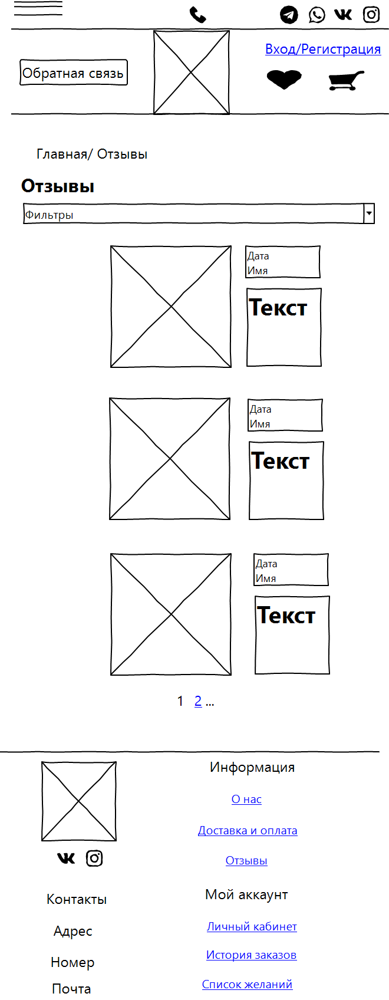 Вход/Регистрация
Обратная связь
Главная/ Отзывы
Отзывы
Фильтры
Дата
Имя
Текст
Дата
Имя
Текст
Дата
Имя
Текст
1 2 ...
Информация
О нас
Доставка и оплата
Отзывы
Контакты
Адрес
Номер
Почта
Мой аккаунт
Личный кабинет
История заказов
Список желаний